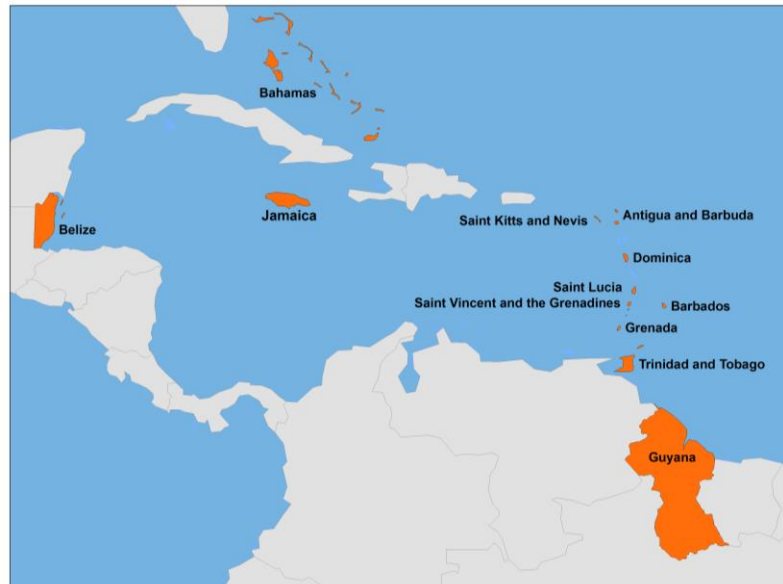 Bahamas
Jamaica
Belize
Saint Kitts and Nevis
Antigua and Barbuda
Dominica
Saint Lucia
Saint Vincent and the Grenadines
Barbados
Grenada
Trinidad and Tobago
Guyana